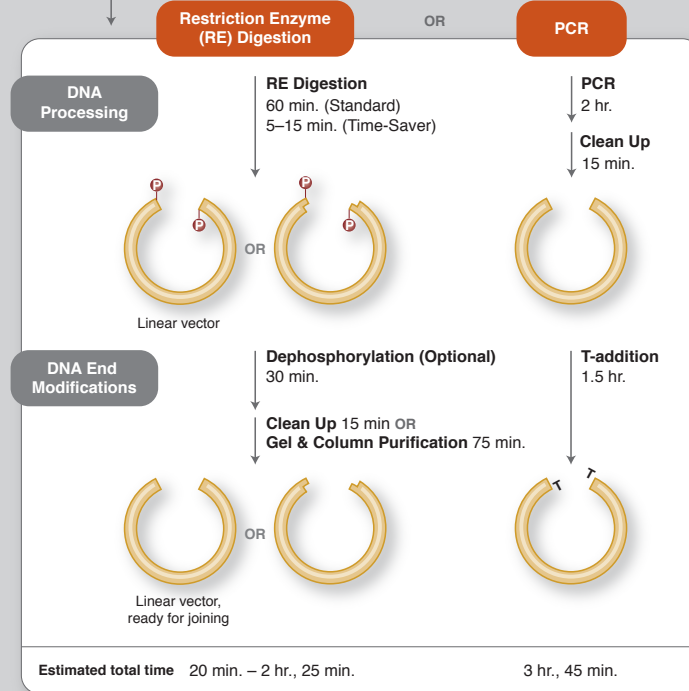 Restriction Enzyme
(RE) Digestion
OR
PCR
DNA
Processing
RE Digestion
60 min. (Standard)
5–15 min. (Time-Saver)
PCR
2 hr.
Clean Up
15 min.
P
P
OR
P
P
Linear vector
DNA End
Modifications
Dephosphorylation (Optional)
30 min.
Clean Up 15 min OR
Gel & Column Purification 75 min.
T-addition
1.5 hr.
OR
T
T
Linear vector,
ready for joining
Estimated total time 20 min. – 2 hr., 25 min. 3 hr., 45 min.